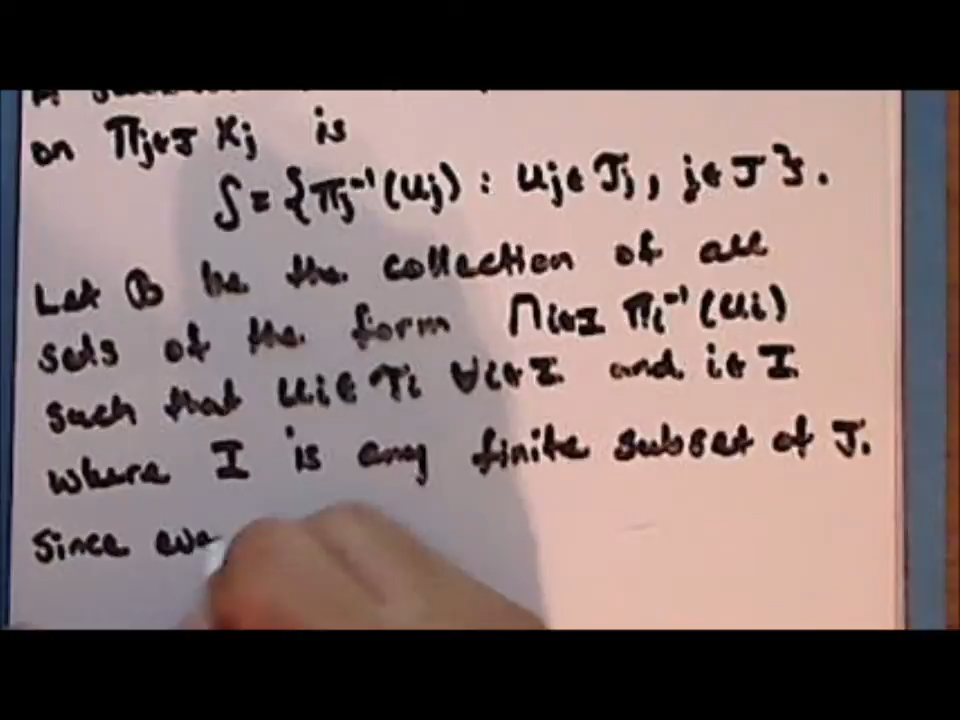 A
on Πj∈J Xj is
S = {πj⁻¹(Uj) : Uj ∈ Tj, j ∈ J}.
Let B be the collection of all
sets of the form ∩i∈I πi⁻¹(Ui)
such that Ui ∈ Ti ∀i∈I and i ∈ I
where I is any finite subset of J.
Since eve